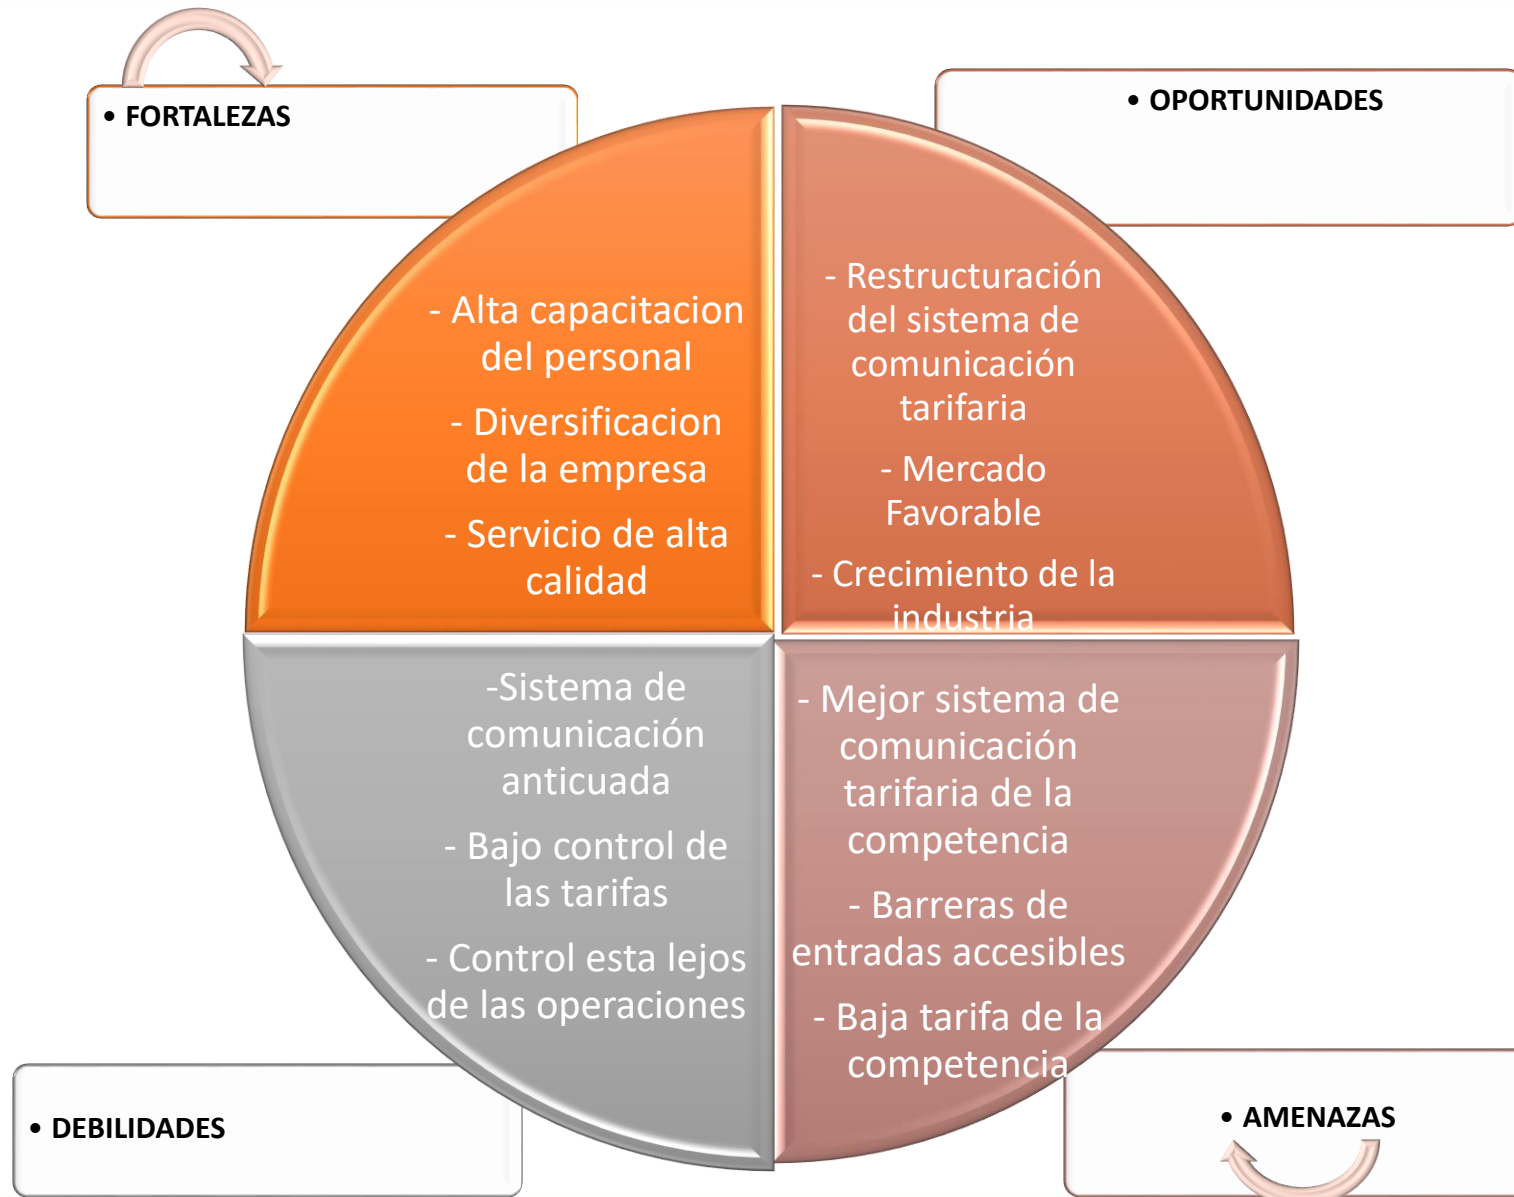 • FORTALEZAS
- Alta capacitacion
del personal
- Diversificacion
de la empresa
- Servicio de alta
calidad
• OPORTUNIDADES
- Restructuración
del sistema de
comunicación
tarifaria
- Mercado
Favorable
- Crecimiento de la
industria
-Sistema de
comunicación
anticuada
- Bajo control de
las tarifas
- Control esta lejos
de las operaciones
• DEBILIDADES
- Mejor sistema de
comunicación
tarifaria de la
competencia
- Barreras de
entradas accesibles
- Baja tarifa de la
competencia
• AMENAZAS